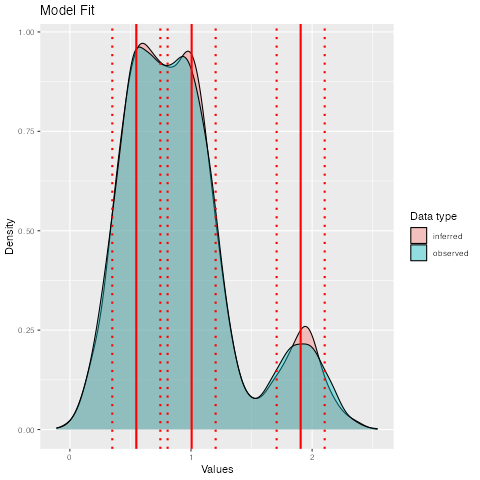 Model Fit
1.00
0.75
0.50
0.25
0.00
Density
0
1
2
Values
Data type
inferred
observed